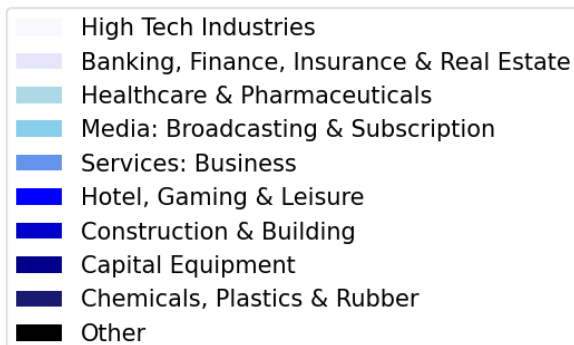 High Tech Industries
Banking, Finance, Insurance & Real Estate
Healthcare & Pharmaceuticals
Media: Broadcasting & Subscription
Services: Business
Hotel, Gaming & Leisure
Construction & Building
Capital Equipment
Chemicals, Plastics & Rubber
Other